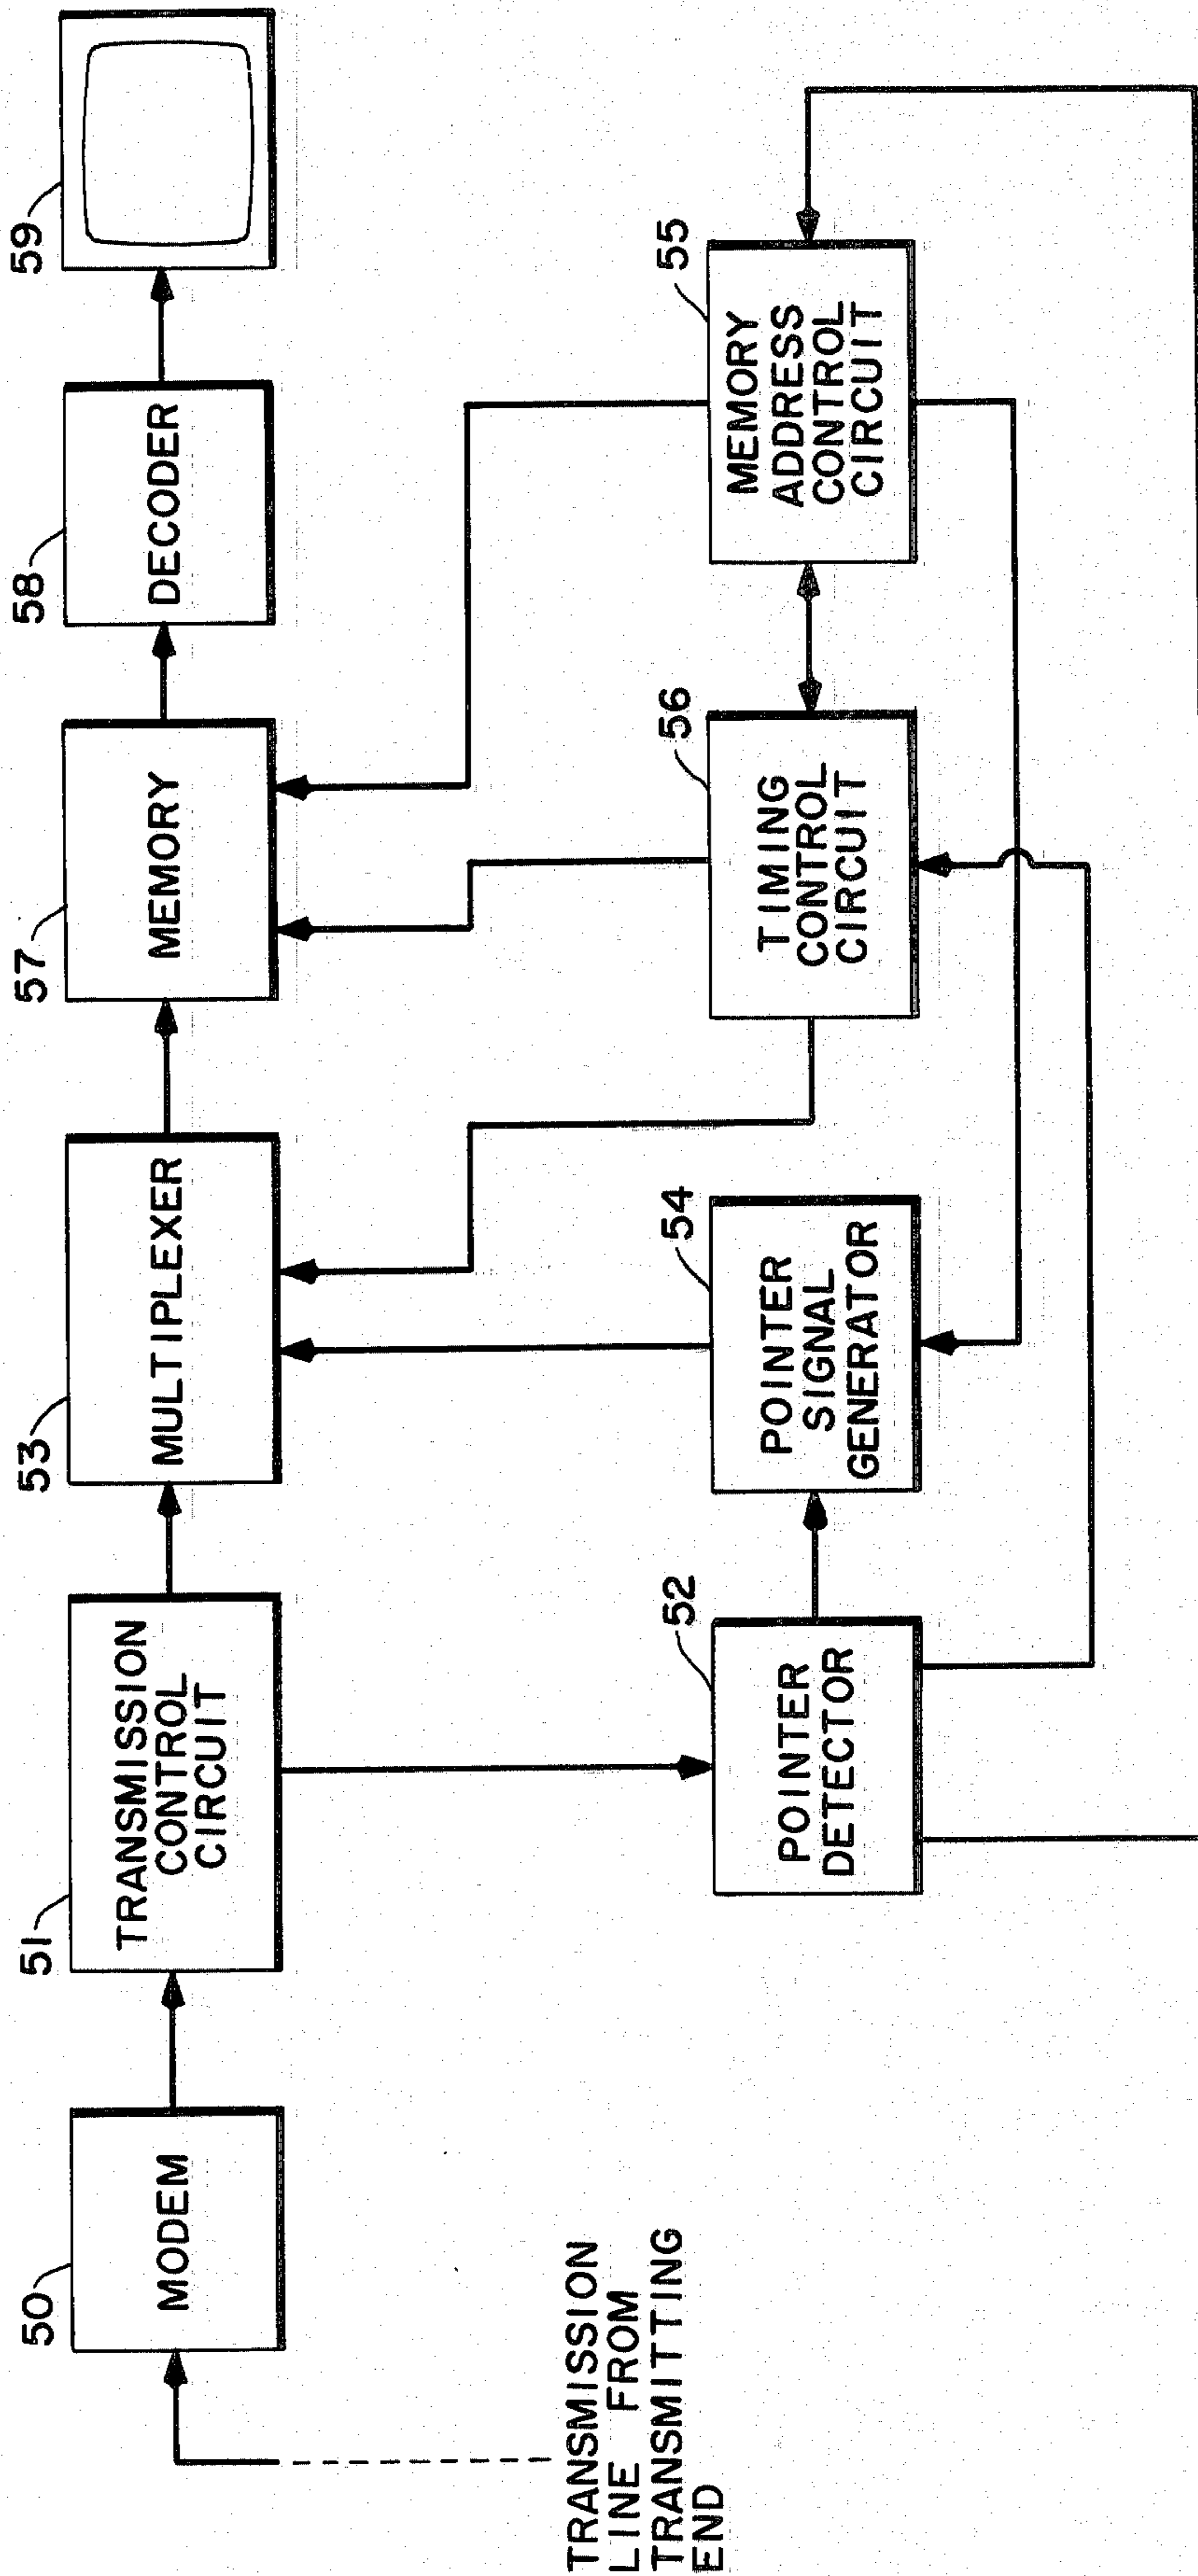 50
MODEM
51
TRANSMISSION
CONTROL
CIRCUIT
53
MULTIPLEXER
57
MEMORY
58
DECODER
59
TRANSMISSION
LINE FROM
TRANSMITTING
END
52
POINTER
DETECTOR
54
POINTER
SIGNAL
GENERATOR
56
TIMING
CONTROL
CIRCUIT
55
MEMORY
ADDRESS
CONTROL
CIRCUIT